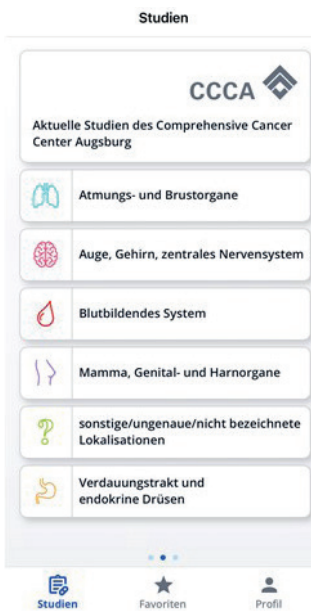 Studien
CCCA
Aktuelle Studien des Comprehensive Cancer
Center Augsburg
Atmungs- und Brustorgane
Auge, Gehirn, zentrales Nervensystem
Blutbildendes System
Mamma, Genital- und Harnorgane
sonstige/ungenaue/nicht bezeichnete
Lokalisationen
Verdauungstrakt und
endokrine Drüsen
Studien Favoriten Profil